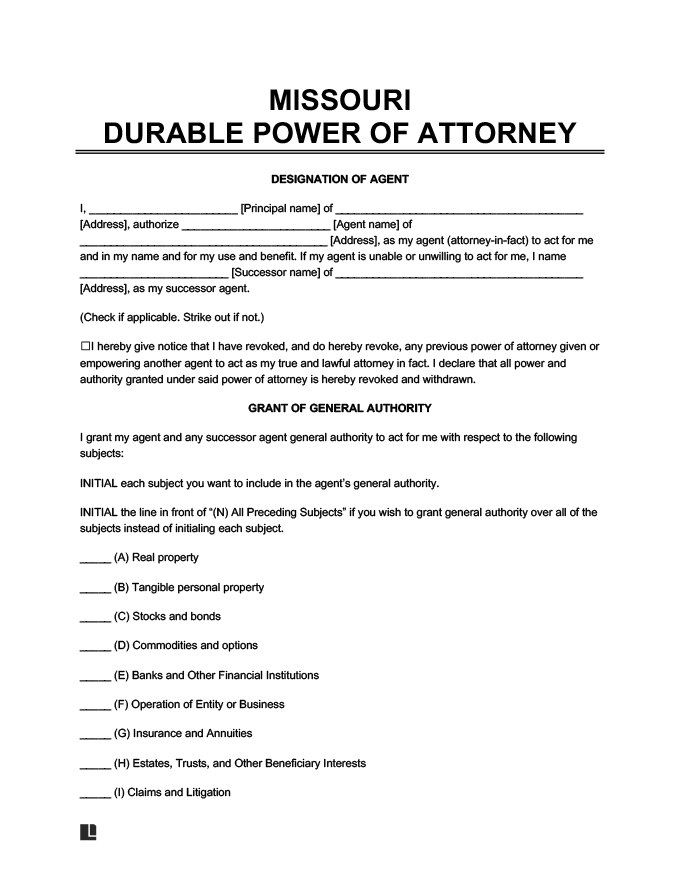 MISSOURI
DURABLE POWER OF ATTORNEY
DESIGNATION OF AGENT
I, ________________________ [Principal name] of ________________________________________
[Address], authorize ________________________ [Agent name] of
________________________________________ [Address], as my agent (attorney-in-fact) to act for me
and in my name and for my use and benefit. If my agent is unable or unwilling to act for me, I name
________________________ [Successor name] of ________________________________________
[Address], as my successor agent.
(Check if applicable. Strike out if not.)
☐I hereby give notice that I have revoked, and do hereby revoke, any previous power of attorney given or
empowering another agent to act as my true and lawful attorney in fact. I declare that all power and
authority granted under said power of attorney is hereby revoked and withdrawn.
GRANT OF GENERAL AUTHORITY
I grant my agent and any successor agent general authority to act for me with respect to the following
subjects:
INITIAL each subject you want to include in the agent’s general authority.
INITIAL the line in front of “(N) All Preceding Subjects” if you wish to grant general authority over all of the
subjects instead of initialing each subject.
_____ (A) Real property
_____ (B) Tangible personal property
_____ (C) Stocks and bonds
_____ (D) Commodities and options
_____ (E) Banks and Other Financial Institutions
_____ (F) Operation of Entity or Business
_____ (G) Insurance and Annuities
_____ (H) Estates, Trusts, and Other Beneficiary Interests
_____ (I) Claims and Litigation